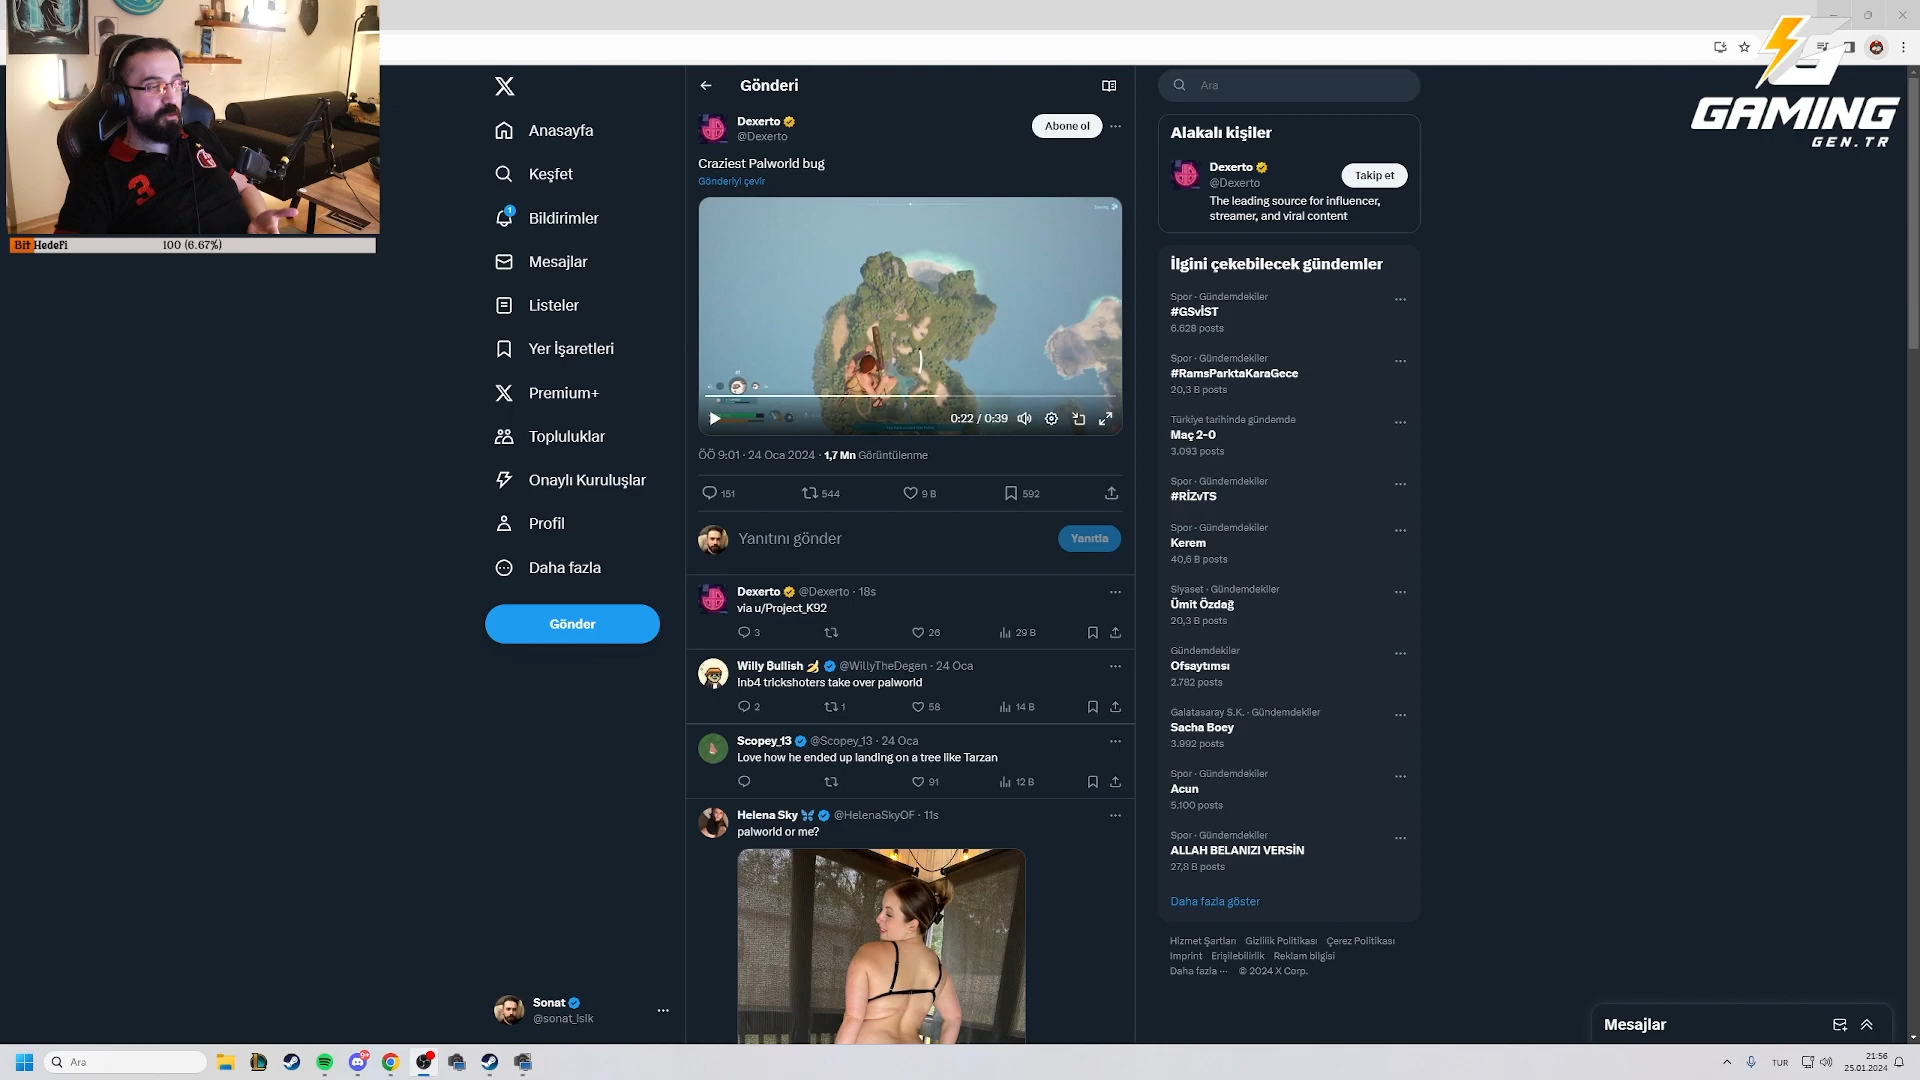 Bit Hedefi 100 (6.67%)
GAMING
GEN.TR
Anasayfa
Keşfet
1
Bildirimler
Mesajlar
Listeler
Yer İşaretleri
Premium+
Topluluklar
Onaylı Kuruluşlar
Profil
Daha fazla
Gönder
Sonat
@sonat_isik
Gönderi
Dexerto
@Dexerto
Abone ol
Craziest Palworld bug
Gönderiyi çevir
0:22 / 0:39
ÖÖ 9:01 · 24 Oca 2024 · 1,7 Mn Görüntülenme
151 544 9 B 592
Yanıtını gönder
Yanıtla
Dexerto @Dexerto · 18s
via u/Project_K92
3 26 29 B
Willy Bullish @WillyTheDegen · 24 Oca
Inb4 trickshoters take over palworld
2 1 58 14 B
Scopey_13 @Scopey_13 · 24 Oca
Love how he ended up landing on a tree like Tarzan
91 12 B
Helena Sky @HelenaSkyOF · 11s
palworld or me?
Ara
Alakalı kişiler
Dexerto
@Dexerto
Takip et
The leading source for influencer,
streamer, and viral content
İlgini çekebilecek gündemler
Spor · Gündemdekiler
#GSvİST
6.628 posts
Spor · Gündemdekiler
#RamsParktaKaraGece
20,3 B posts
Türkiye tarihinde gündemde
Maç 2-0
3.093 posts
Spor · Gündemdekiler
#RİZvTS
Spor · Gündemdekiler
Kerem
40,6 B posts
Siyaset · Gündemdekiler
Ümit Özdağ
20,3 B posts
Gündemdekiler
Ofsaytımsı
2.782 posts
Galatasaray S.K. · Gündemdekiler
Sacha Boey
3.992 posts
Spor · Gündemdekiler
Acun
5.100 posts
Spor · Gündemdekiler
ALLAH BELANIZI VERSİN
27,8 B posts
Daha fazla göster
Hizmet Şartları Gizlilik Politikası Çerez Politikası
Imprint Erişilebilirlik Reklam bilgisi
Daha fazla ··· © 2024 X Corp.
Mesajlar
Ara
9+
TUR
21:56
25.01.2024